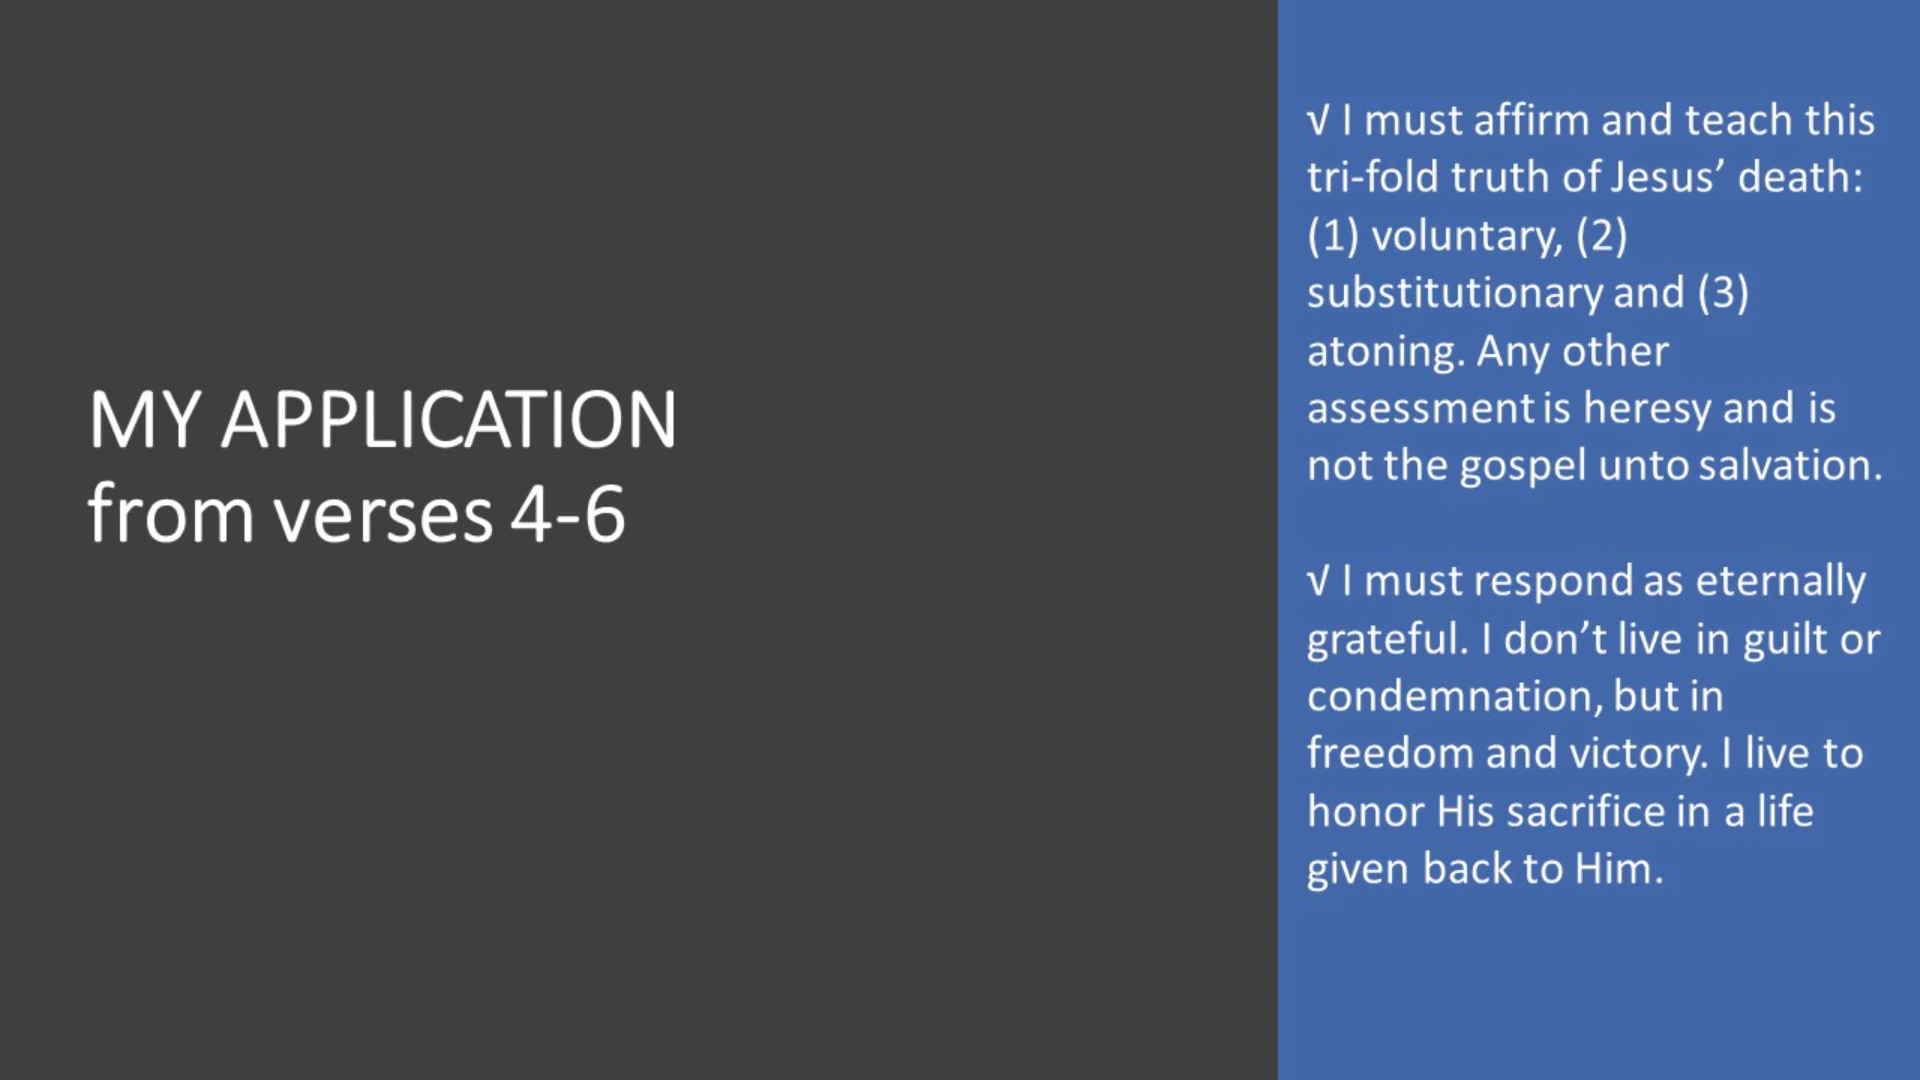 MY APPLICATION
from verses 4-6
√ I must affirm and teach this
tri-fold truth of Jesus’ death:
(1) voluntary, (2)
substitutionary and (3)
atoning. Any other
assessment is heresy and is
not the gospel unto salvation.
√ I must respond as eternally
grateful. I don’t live in guilt or
condemnation, but in
freedom and victory. I live to
honor His sacrifice in a life
given back to Him.